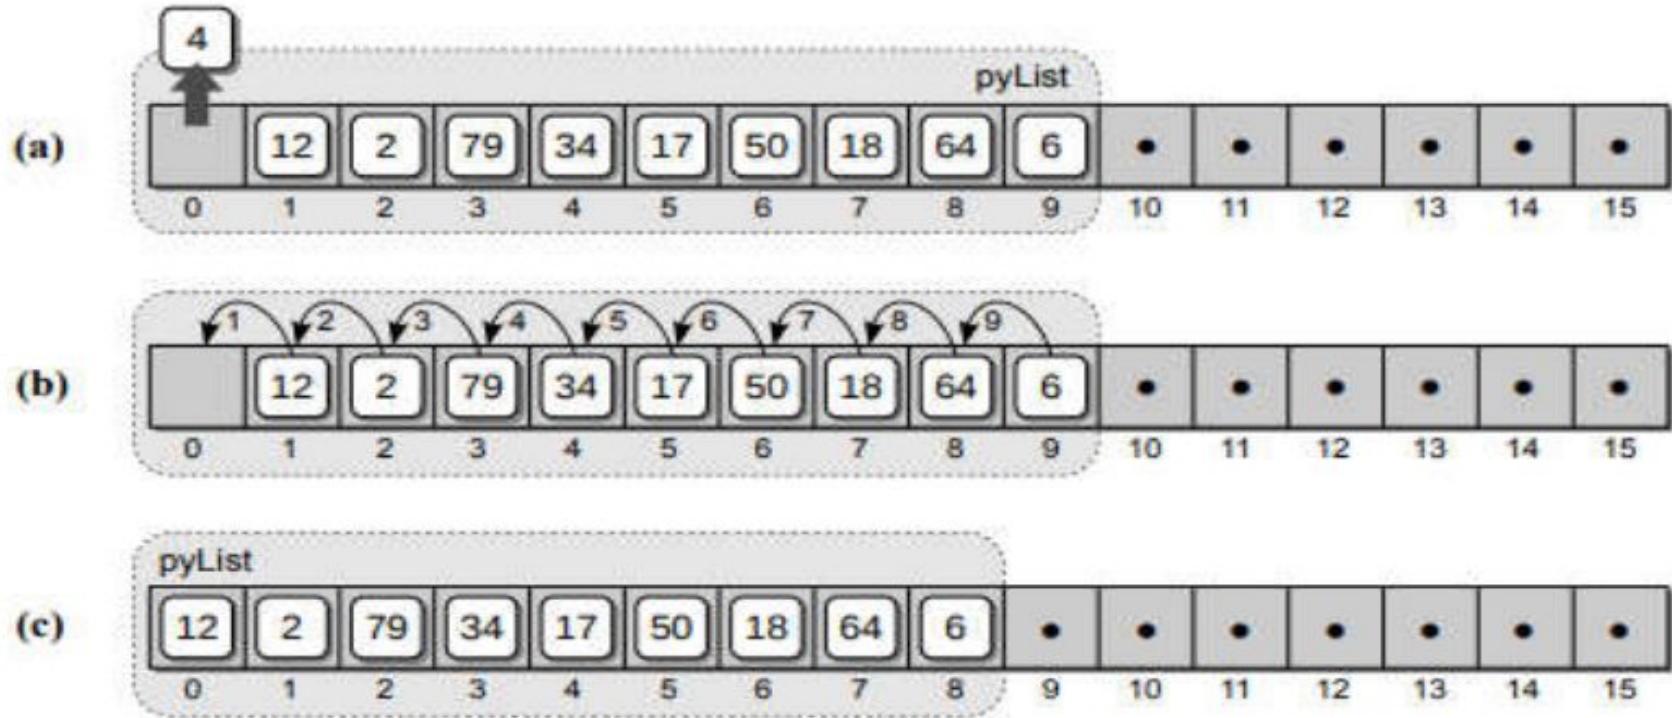 4
pyList
(a) 12 2 79 34 17 50 18 64 6
0 1 2 3 4 5 6 7 8 9 10 11 12 13 14 15
1 2 3 4 5 6 7 8 9
(b) 12 2 79 34 17 50 18 64 6
0 1 2 3 4 5 6 7 8 9 10 11 12 13 14 15
pyList
(c) 12 2 79 34 17 50 18 64 6
0 1 2 3 4 5 6 7 8 9 10 11 12 13 14 15